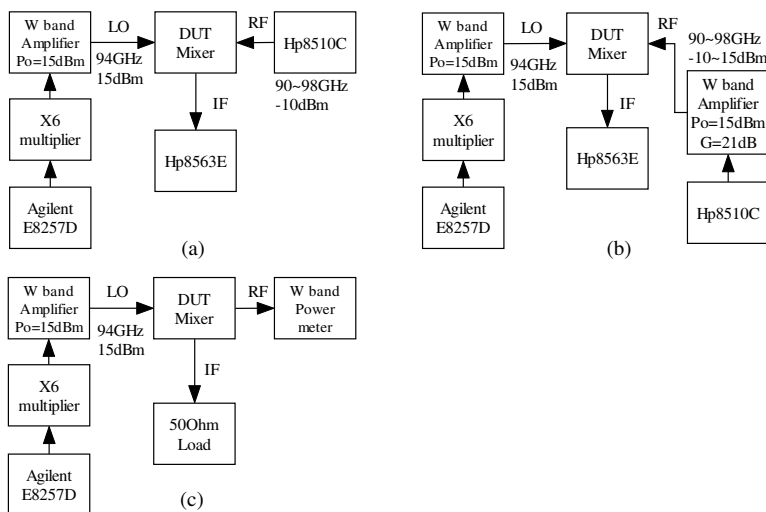 W band
Amplifier
Po=15dBm
LO
94GHz
15dBm
DUT
Mixer
RF
Hp8510C
90~98GHz
-10dBm
X6
multiplier
IF
Hp8563E
Agilent
E8257D
(a)
W band
Amplifier
Po=15dBm
LO
94GHz
15dBm
DUT
Mixer
RF
90~98GHz
-10~15dBm
W band
Amplifier
Po=15dBm
G=21dB
X6
multiplier
IF
Hp8563E
Agilent
E8257D
Hp8510C
(b)
W band
Amplifier
Po=15dBm
LO
94GHz
15dBm
DUT
Mixer
RF
W band
Power
meter
X6
multiplier
IF
50Ohm
Load
Agilent
E8257D
(c)